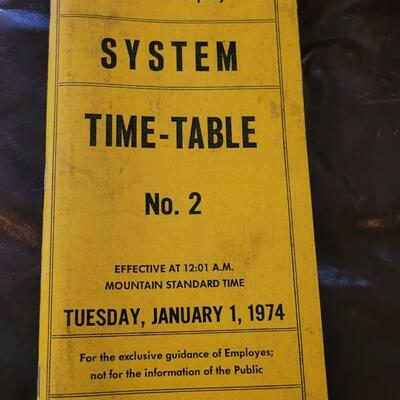 SYSTEM
TIME-TABLE
No. 2
EFFECTIVE AT 12:01 A.M.
MOUNTAIN STANDARD TIME
TUESDAY, JANUARY 1, 1974
For the exclusive guidance of Employes;
not for the information of the Public